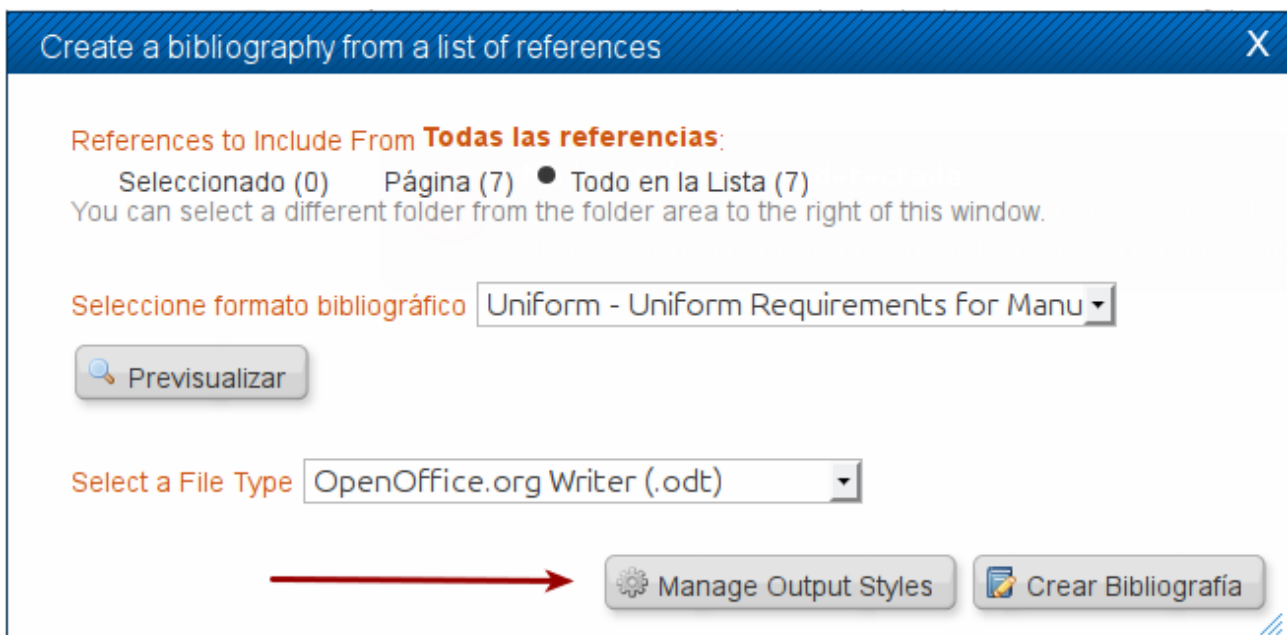 Create a bibliography from a list of references X
References to Include From Todas las referencias:
Seleccionado (0) Página (7) Todo en la Lista (7)
You can select a different folder from the folder area to the right of this window.
Seleccione formato bibliográfico Uniform - Uniform Requirements for Manu
Previsualizar
Select a File Type OpenOffice.org Writer (.odt)
Manage Output Styles Crear Bibliografía